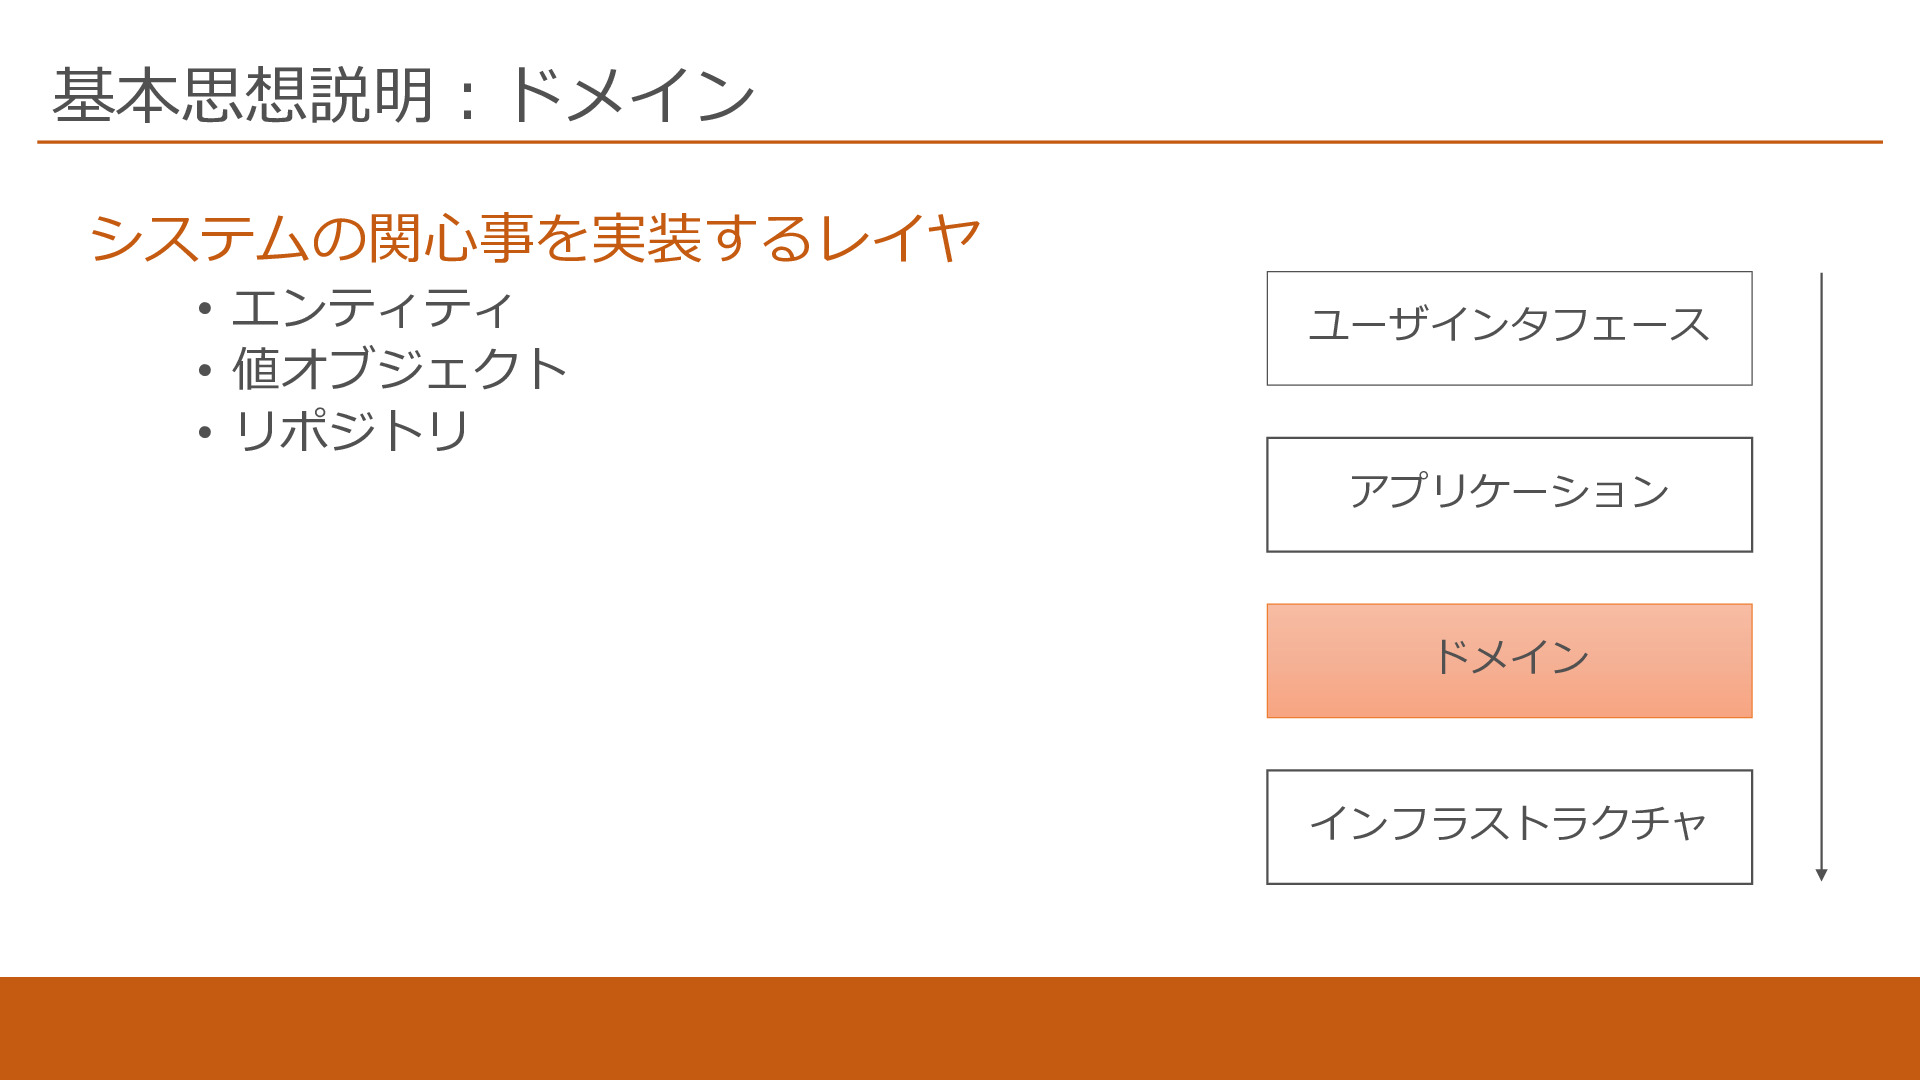 基本思想説明：ドメイン
システムの関心事を実装するレイヤ
• エンティティ
• 値オブジェクト
• リポジトリ
ユーザインタフェース
アプリケーション
ドメイン
インフラストラクチャ